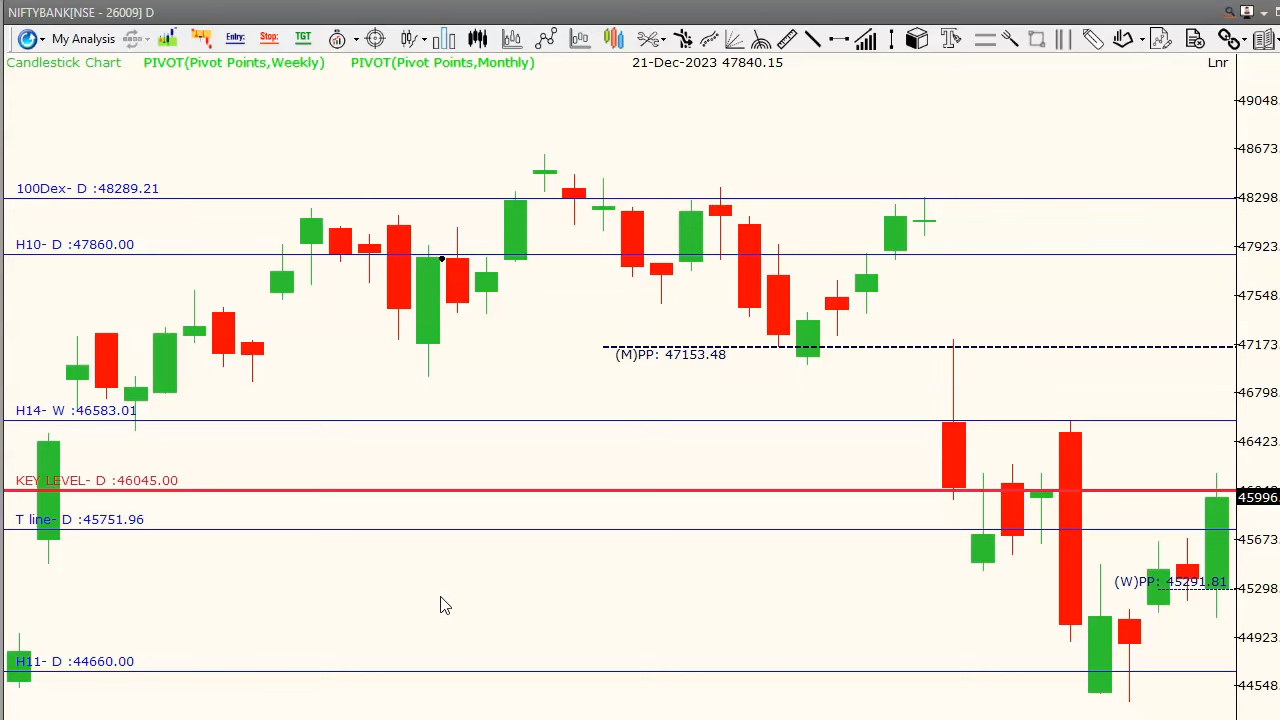 NIFTYBANK[NSE - 26009] D
My Analysis Entry: Stop: TGT
Candlestick Chart PIVOT(Pivot Points,Weekly) PIVOT(Pivot Points,Monthly) 21-Dec-2023 47840.15 Lnr
49048.
48673.
100Dex- D :48289.21
48298.
H10- D :47860.00
47923.
47548.
47173.
(M)PP: 47153.48
46798.
H14- W :46583.01
46423.
KEY LEVEL- D :46045.00
45996.
T line- D :45751.96
45673.
(W)PP: 45291.81
45298.
44923.
H11- D :44660.00
44548.